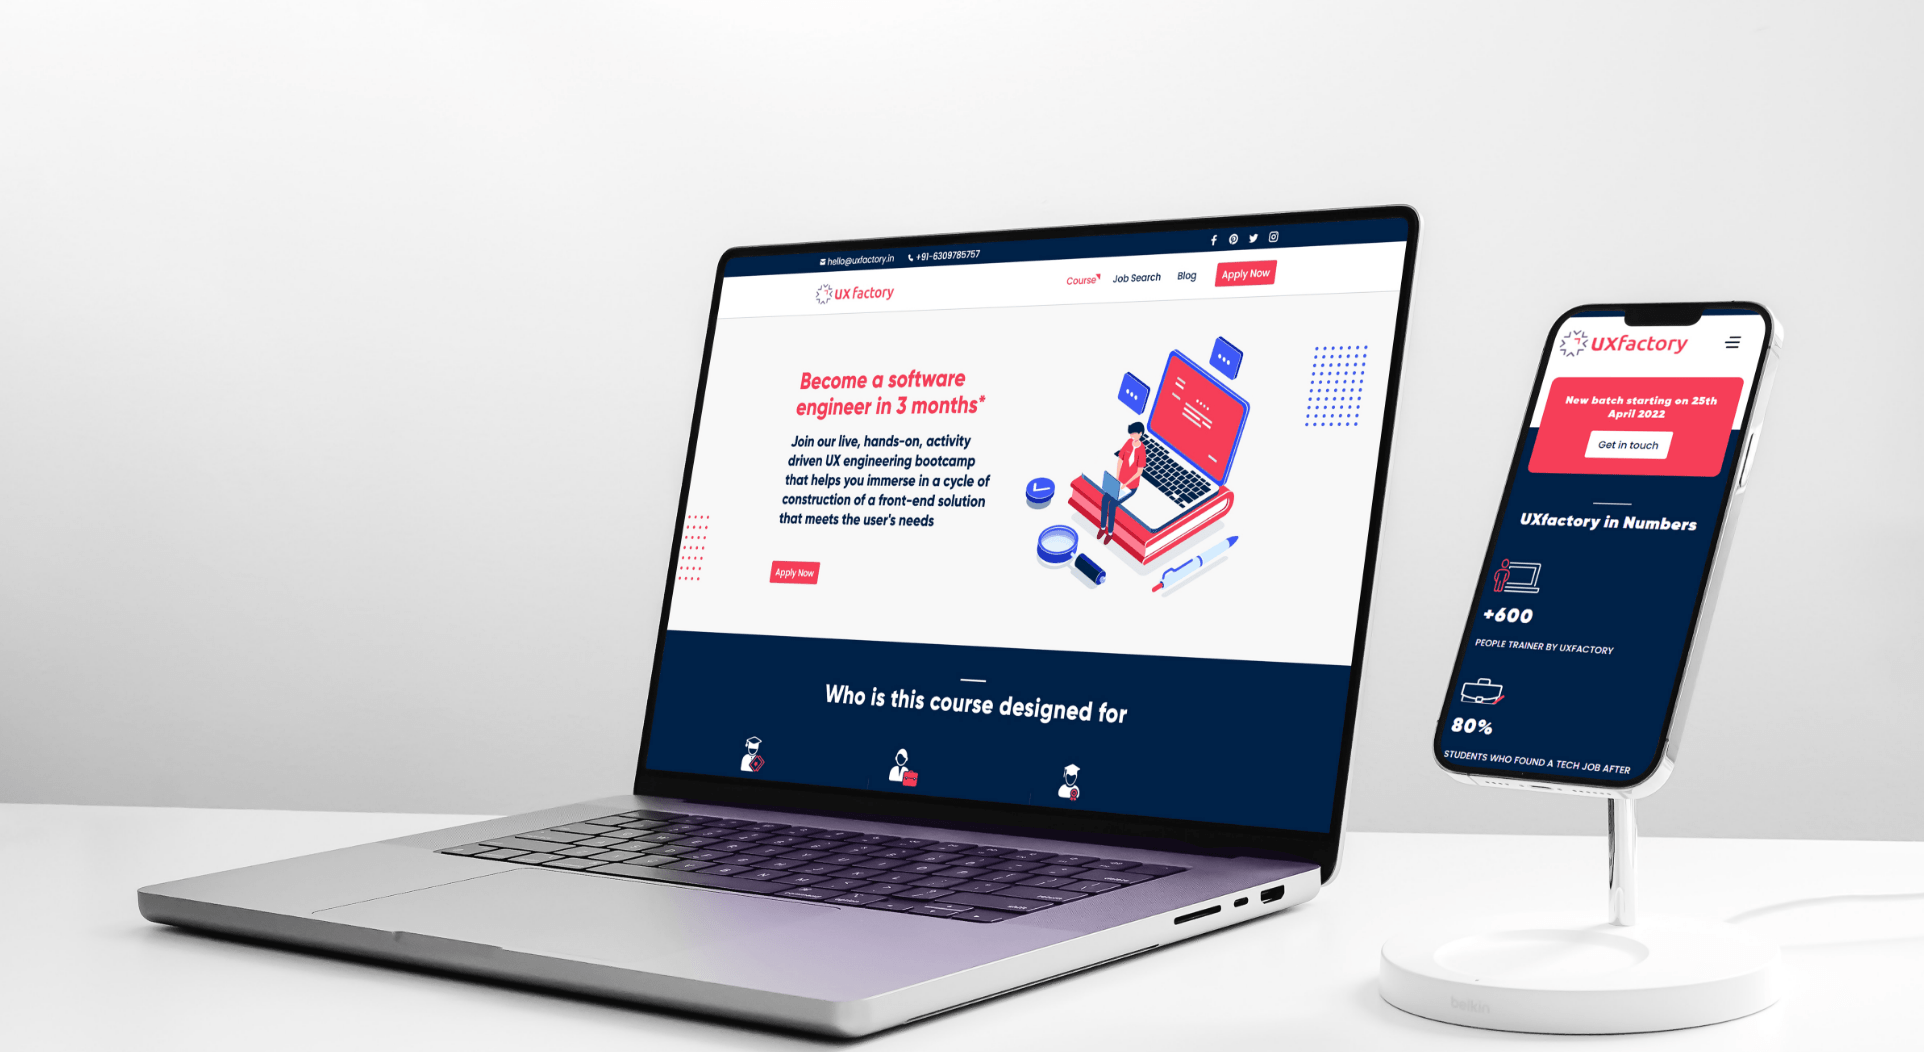 hello@uxfactory.in +91-6309785757
UX factory
Course Job Search Blog Apply Now
Become a software
engineer in 3 months*
Join our live, hands-on, activity
driven UX engineering bootcamp
that helps you immerse in a cycle of
construction of a front-end solution
that meets the user's needs
Apply Now
Who is this course designed for
UXfactory
New batch starting on 25th
April 2022
Get in touch
UXfactory in Numbers
+600
PEOPLE TRAINER BY UXFACTORY
80%
STUDENTS WHO FOUND A TECH JOB AFTER
belkin